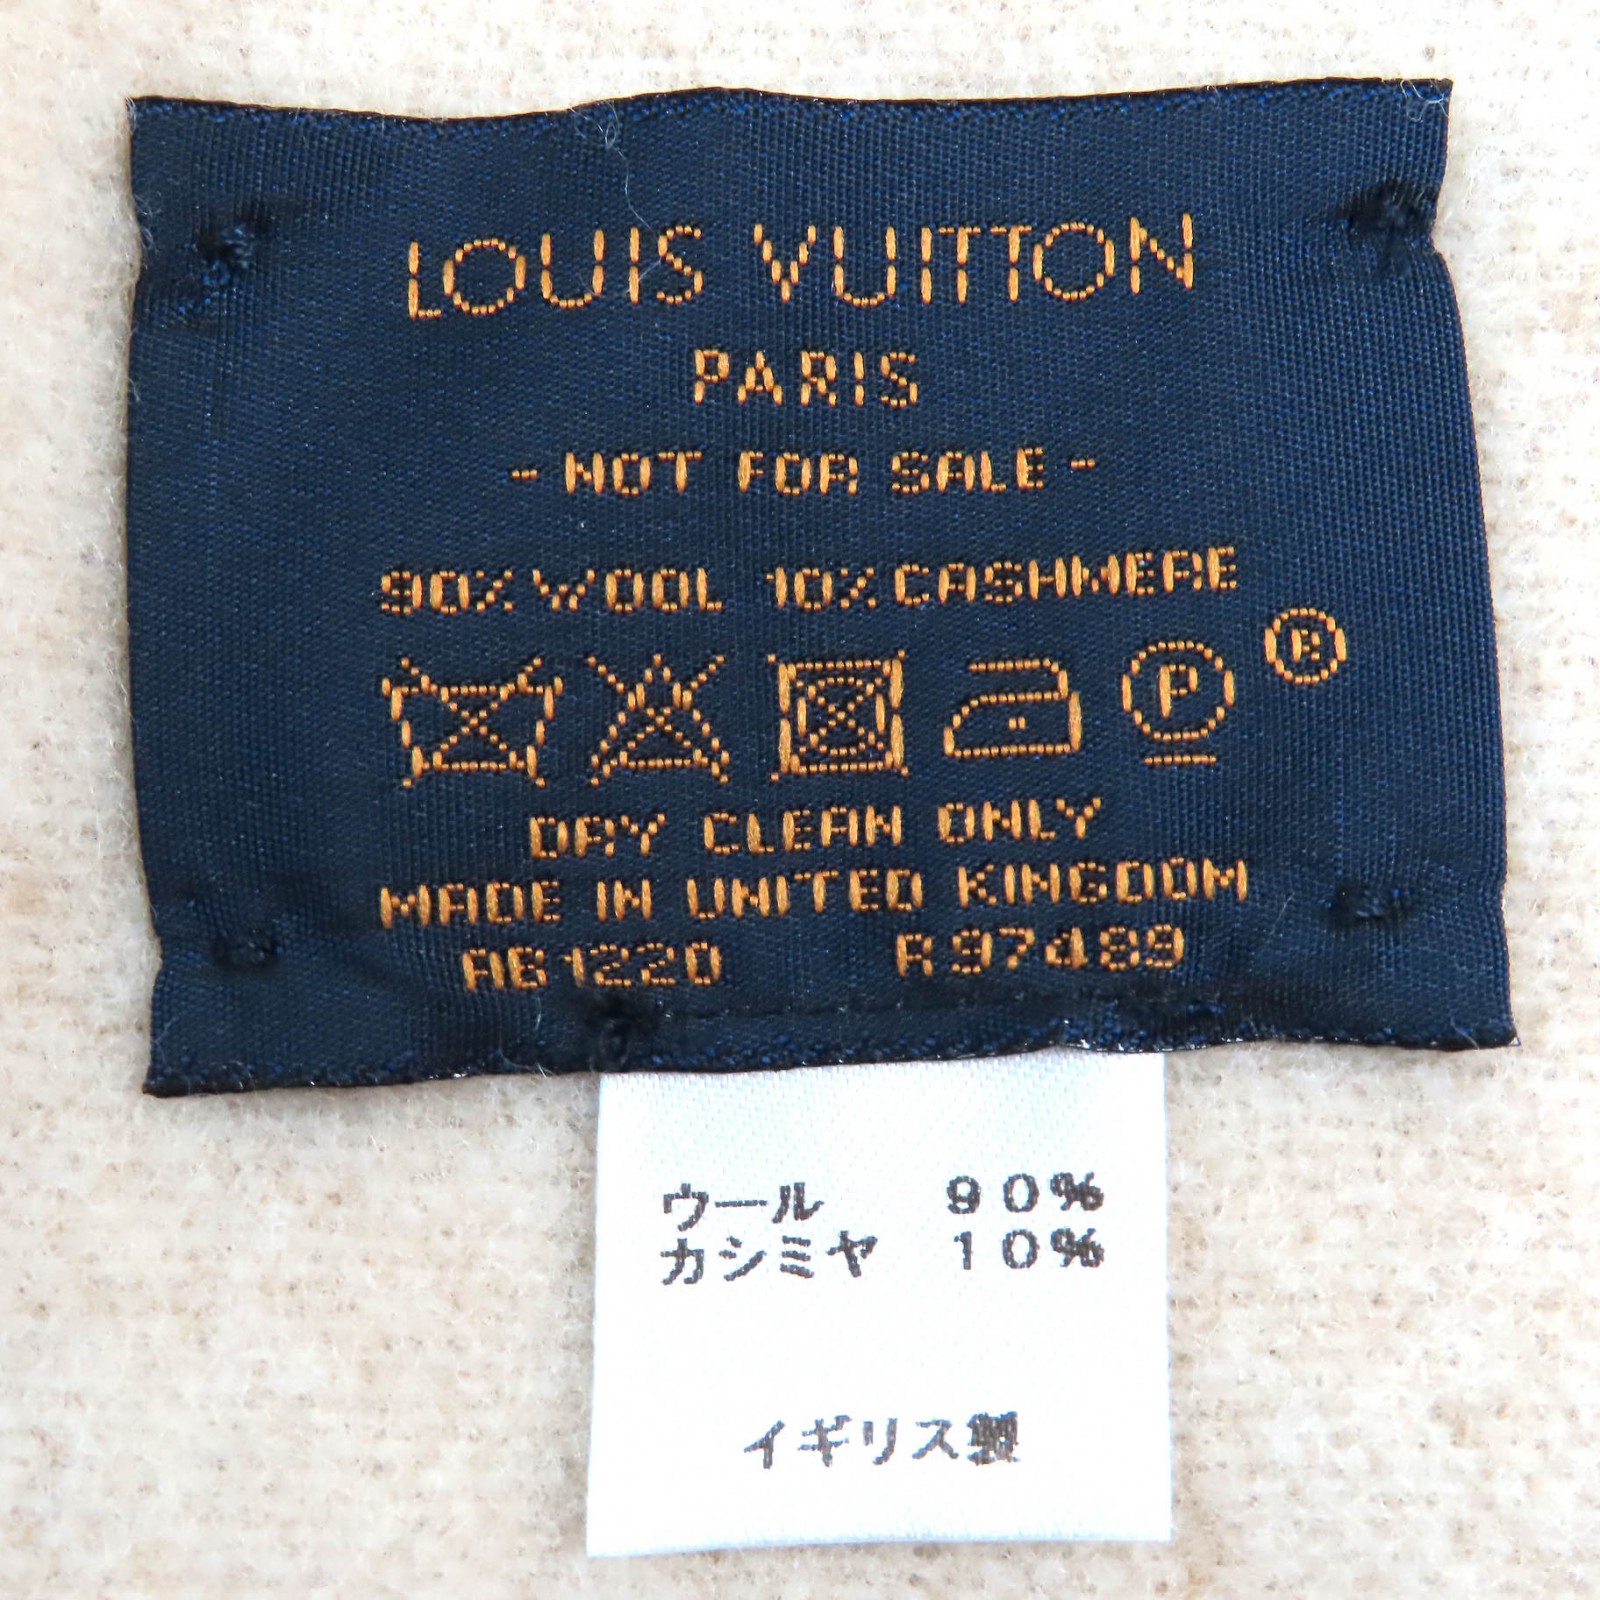 LOUIS VUITTON
PARIS
- NOT FOR SALE -
90% WOOL 10% CASHMERE
P ®
DRY CLEAN ONLY
MADE IN UNITED KINGDOM
AB1220 R97489
ウール 90%
カシミヤ 10%
イギリス製